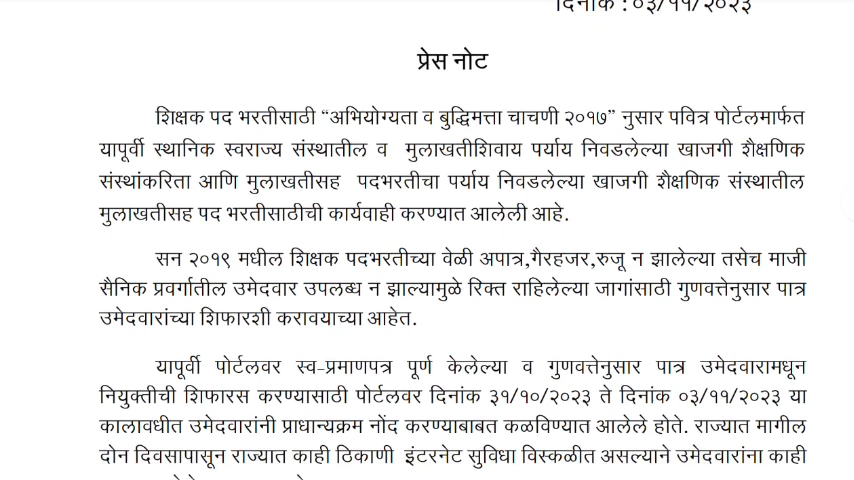 दिनांक : ०३/११/२०२३
प्रेस नोट
शिक्षक पद भरतीसाठी “अभियोग्यता व बुद्धिमत्ता चाचणी २०१७” नुसार पवित्र पोर्टलमार्फत
यापूर्वी स्थानिक स्वराज्य संस्थातील व मुलाखतीशिवाय पर्याय निवडलेल्या खाजगी शैक्षणिक
संस्थांकरिता आणि मुलाखतीसह पदभरतीचा पर्याय निवडलेल्या खाजगी शैक्षणिक संस्थातील
मुलाखतीसह पद भरतीसाठीची कार्यवाही करण्यात आलेली आहे.
सन २०१९ मधील शिक्षक पदभरतीच्या वेळी अपात्र,गैरहजर,रुजू न झालेल्या तसेच माजी
सैनिक प्रवर्गातील उमेदवार उपलब्ध न झाल्यामुळे रिक्त राहिलेल्या जागांसाठी गुणवत्तेनुसार पात्र
उमेदवारांच्या शिफारशी करावयाच्या आहेत.
यापूर्वी पोर्टलवर स्व-प्रमाणपत्र पूर्ण केलेल्या व गुणवत्तेनुसार पात्र उमेदवारामधून
नियुक्तीची शिफारस करण्यासाठी पोर्टलवर दिनांक ३१/१०/२०२३ ते दिनांक ०३/११/२०२३ या
कालावधीत उमेदवारांनी प्राधान्यक्रम नोंद करण्याबाबत कळविण्यात आलेले होते. राज्यात मागील
दोन दिवसापासून राज्यात काही ठिकाणी इंटरनेट सुविधा विस्कळीत असल्याने उमेदवारांना काही